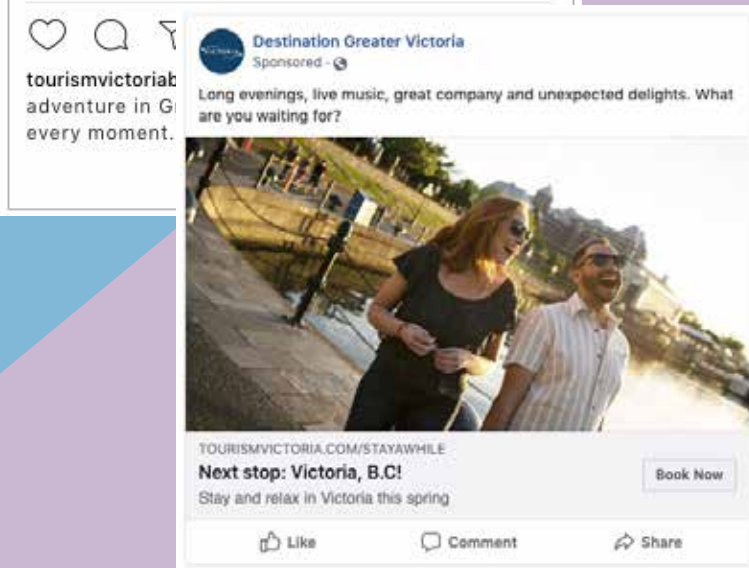 tourismvictoriab
adventure in G
every moment.
Destination Greater Victoria
Sponsored ·
Long evenings, live music, great company and unexpected delights. What
are you waiting for?
TOURISMVICTORIA.COM/STAYAWHILE
Next stop: Victoria, B.C!
Stay and relax in Victoria this spring
Book Now
Like
Comment
Share